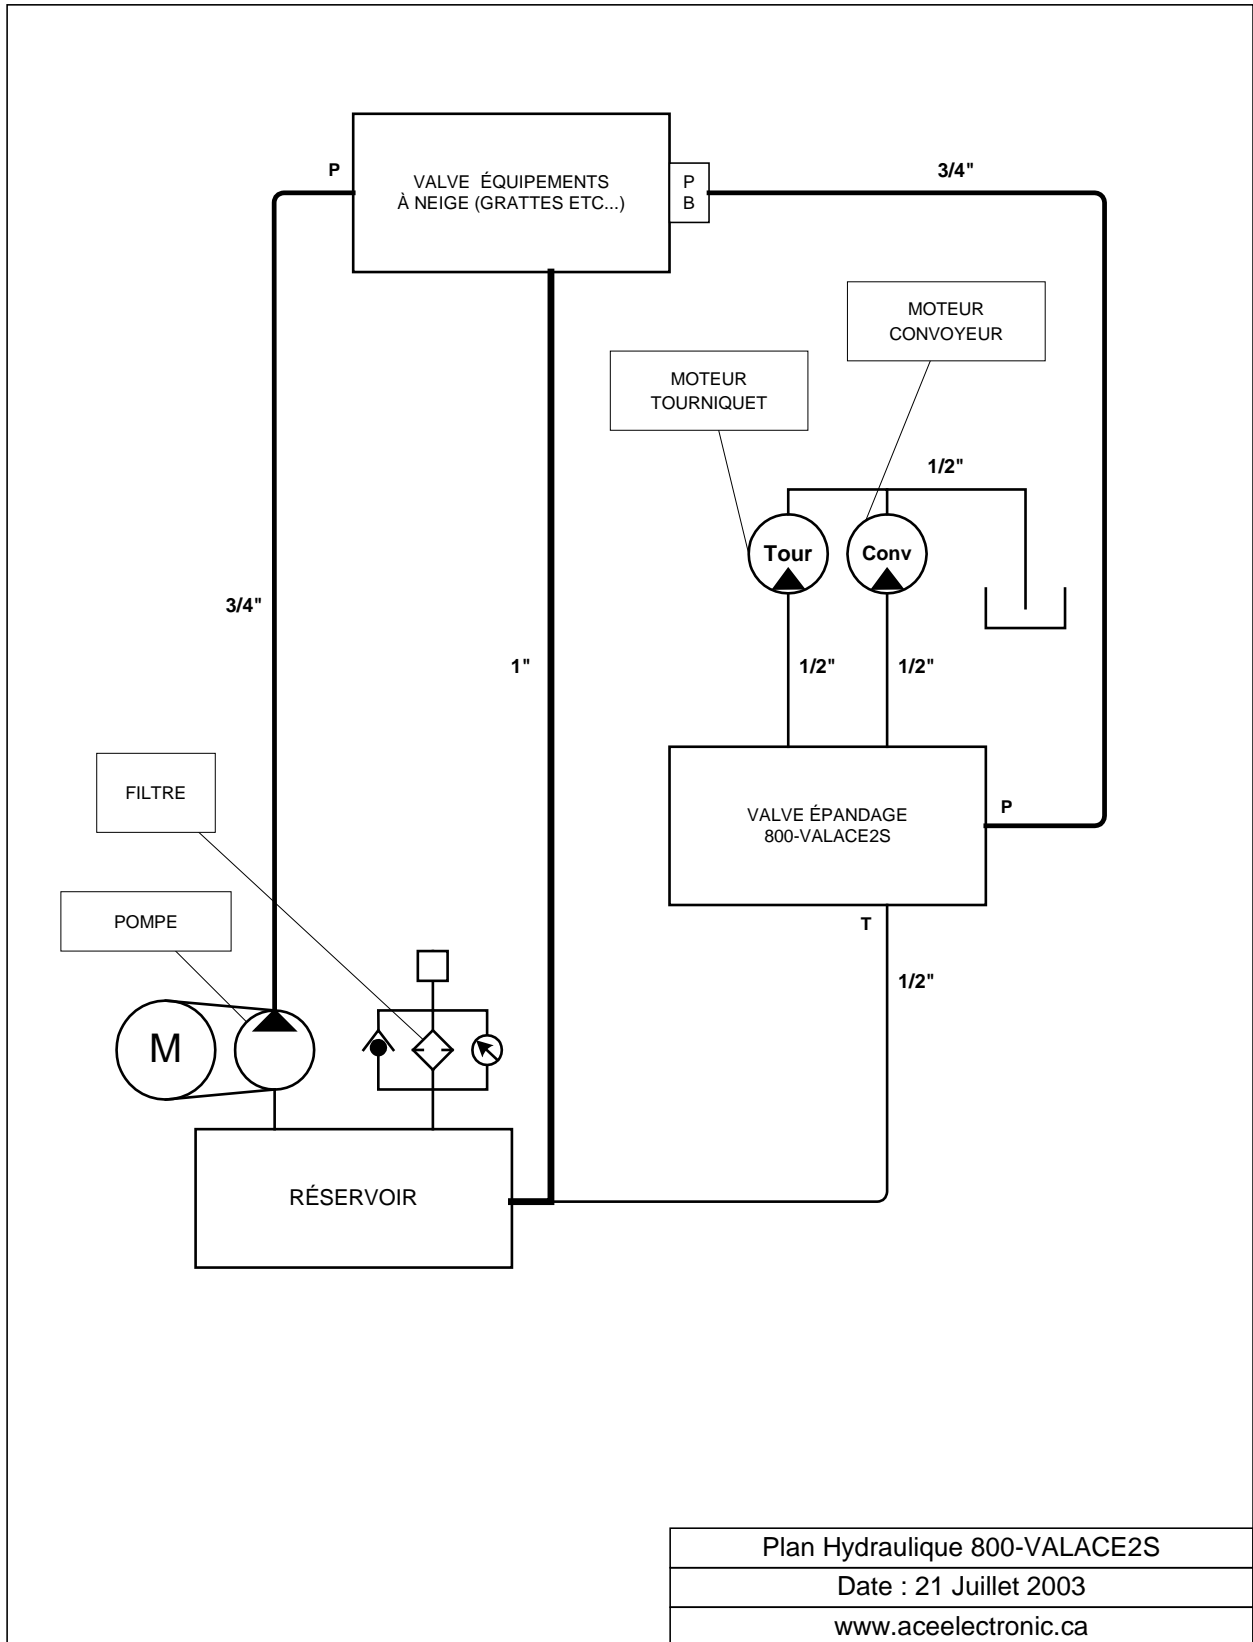 P
VALVE ÉQUIPEMENTS
À NEIGE (GRATTES ETC...)
P
B
3/4"
MOTEUR
CONVOYEUR
MOTEUR
TOURNIQUET
1/2"
Tour
Conv
3/4"
1"
1/2"
1/2"
FILTRE
VALVE ÉPANDAGE
800-VALACE2S
P
POMPE
T
1/2"
M
RÉSERVOIR
Plan Hydraulique 800-VALACE2S
Date : 21 Juillet 2003
www.aceelectronic.ca